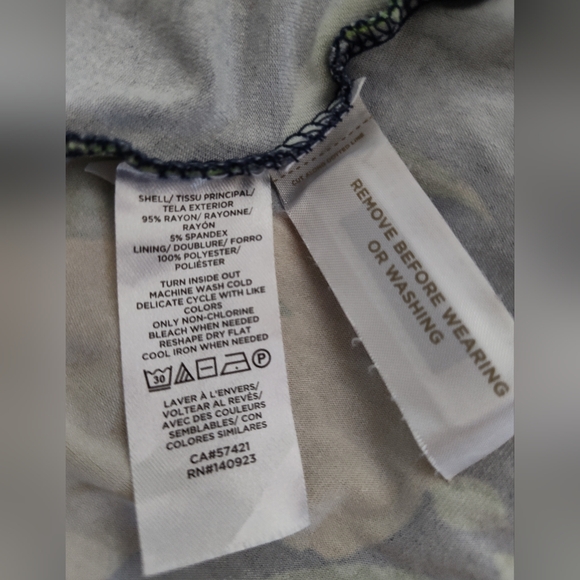 SHELL/ TISSU PRINCIPAL/
TELA EXTERIOR
95% RAYON/ RAYONNE/
RAYÓN
5% SPANDEX
LINING/ DOUBLURE/ FORRO
100% POLYESTER/
POLIÉSTER
TURN INSIDE OUT
MACHINE WASH COLD
DELICATE CYCLE WITH LIKE
COLORS
ONLY NON-CHLORINE
BLEACH WHEN NEEDED
RESHAPE DRY FLAT
COOL IRON WHEN NEEDED
30 P
LAVER À L'ENVERS/
VOLTEAR AL REVÉS/
AVEC DES COULEURS
SEMBLABLES/ CON
COLORES SIMILARES
CA#57421
RN#140923
REMOVE BEFORE WEARING
OR WASHING